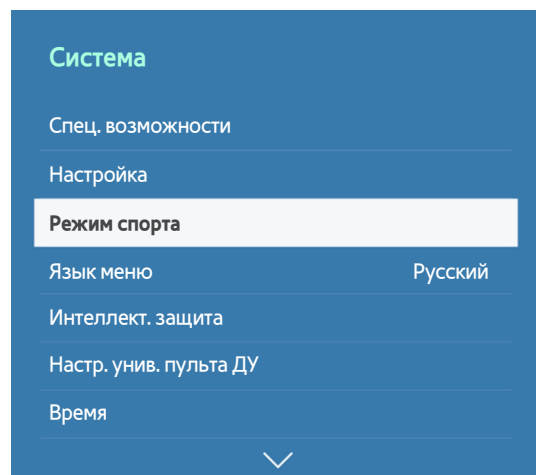 Система
Спец. возможности
Настройка
Режим спорта
Язык меню Русский
Интеллект. защита
Настр. унив. пульта ДУ
Время